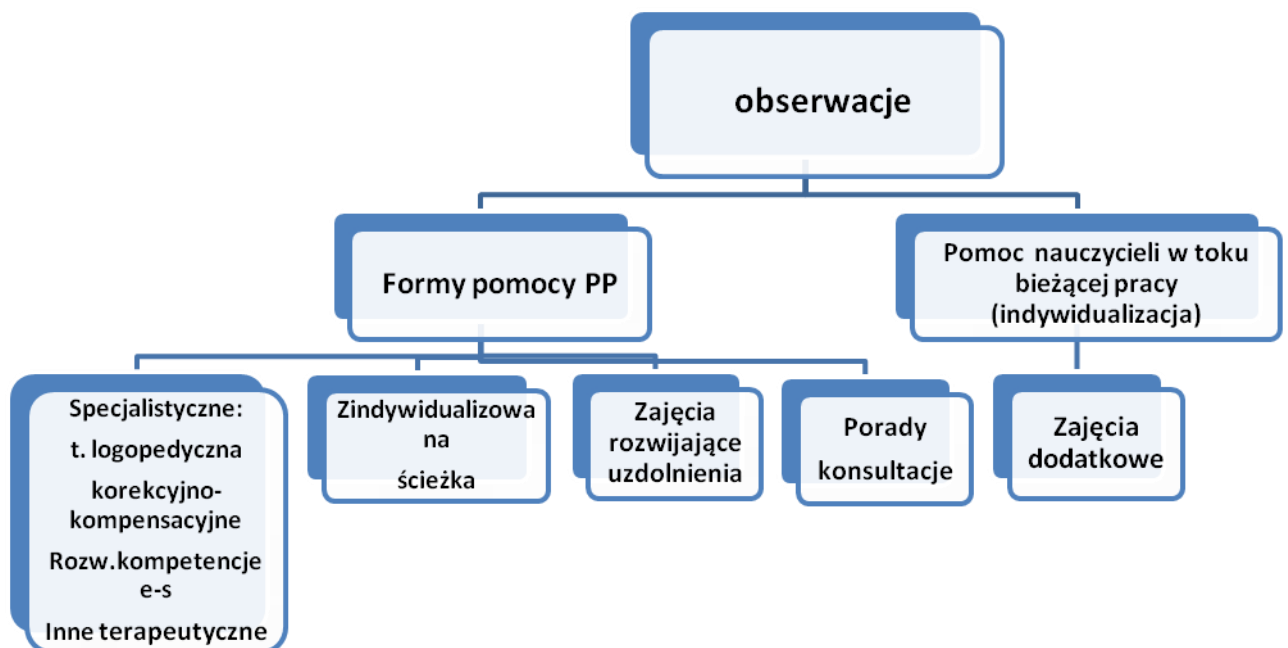 obserwacje
Formy pomocy PP
Pomoc nauczycieli w toku
bieżącej pracy
(indywidualizacja)
Specjalistyczne:
t. logopedyczna
korekcyjno-
kompensacyjne
Rozw.kompetencje
e-s
Inne terapeutyczne
Zindywidualizowa
na
ścieżka
Zajęcia
rozwijające
uzdolnienia
Porady
konsultacje
Zajęcia
dodatkowe